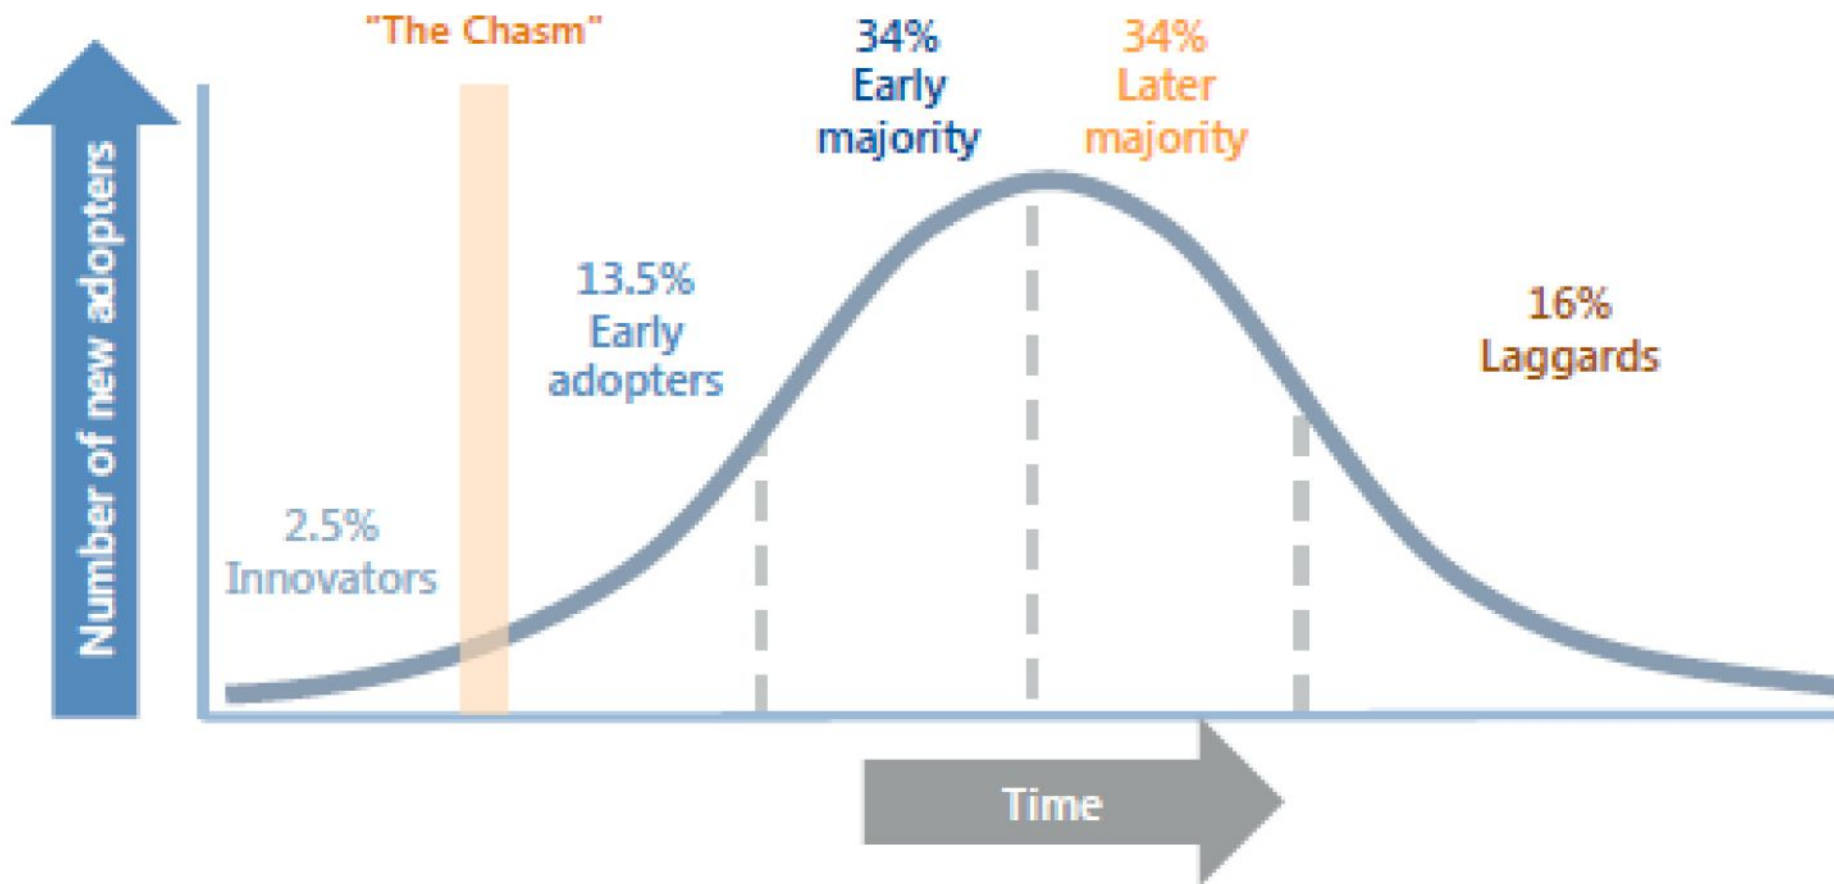 "The Chasm"
34%
Early
majority
34%
Later
majority
Number of new adopters
13.5%
Early
adopters
16%
Laggards
2.5%
Innovators
Time